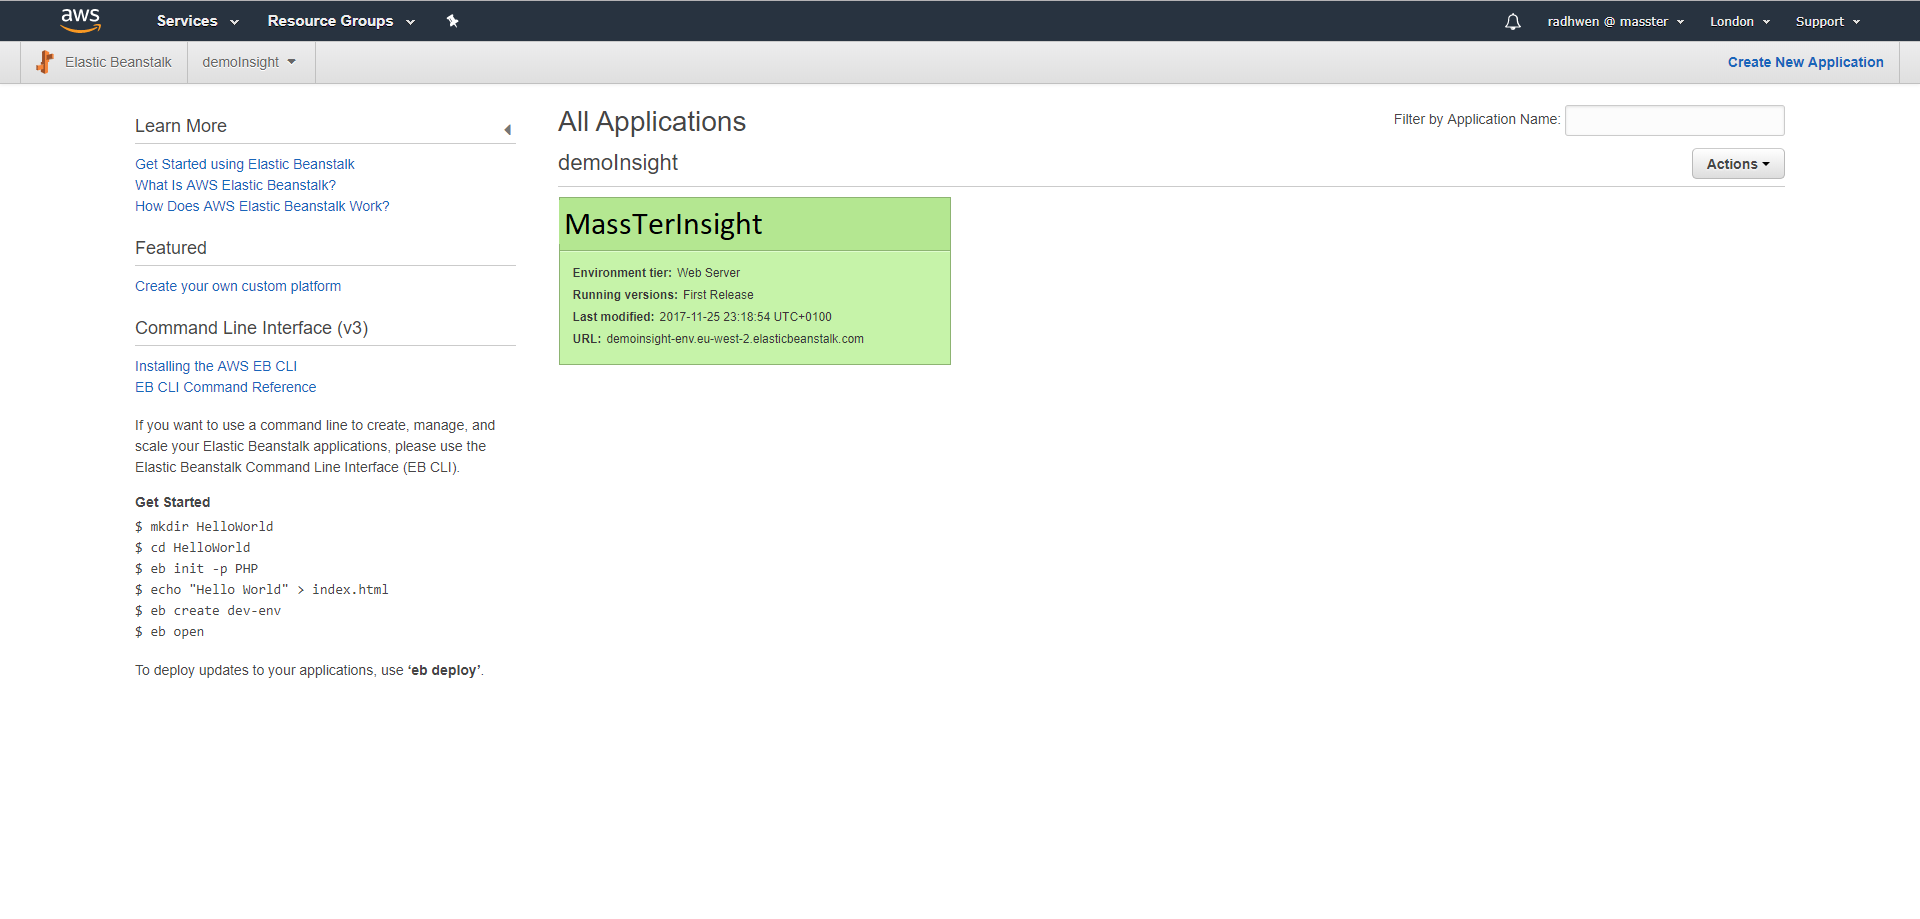 aws Services Resource Groups radhwen @ masster London Support
Elastic Beanstalk demoInsight Create New Application
Learn More
Get Started using Elastic Beanstalk
What Is AWS Elastic Beanstalk?
How Does AWS Elastic Beanstalk Work?
Featured
Create your own custom platform
Command Line Interface (v3)
Installing the AWS EB CLI
EB CLI Command Reference
If you want to use a command line to create, manage, and
scale your Elastic Beanstalk applications, please use the
Elastic Beanstalk Command Line Interface (EB CLI).
Get Started
$ mkdir HelloWorld
$ cd HelloWorld
$ eb init -p PHP
$ echo "Hello World" > index.html
$ eb create dev-env
$ eb open
To deploy updates to your applications, use ‘eb deploy’.
All Applications
Filter by Application Name:
demoInsight
Actions
MassTerInsight
Environment tier: Web Server
Running versions: First Release
Last modified: 2017-11-25 23:18:54 UTC+0100
URL: demoinsight-env.eu-west-2.elasticbeanstalk.com